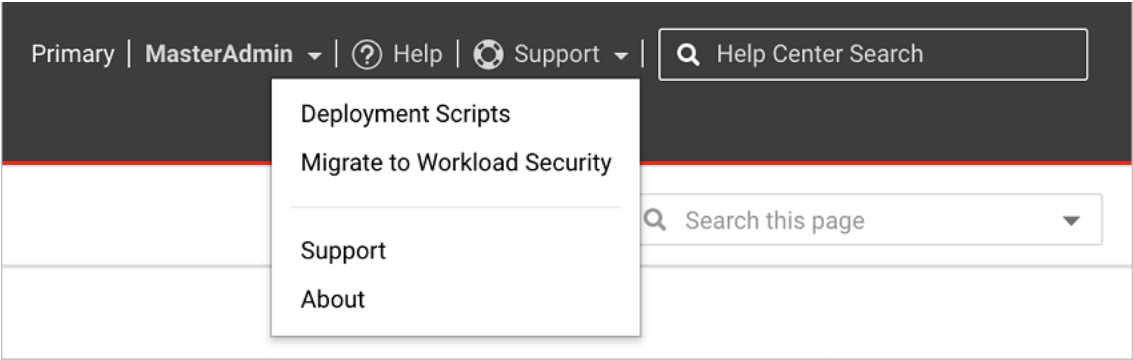 Primary | MasterAdmin | Help | Support | Help Center Search
Deployment Scripts
Migrate to Workload Security
Search this page
Support
About